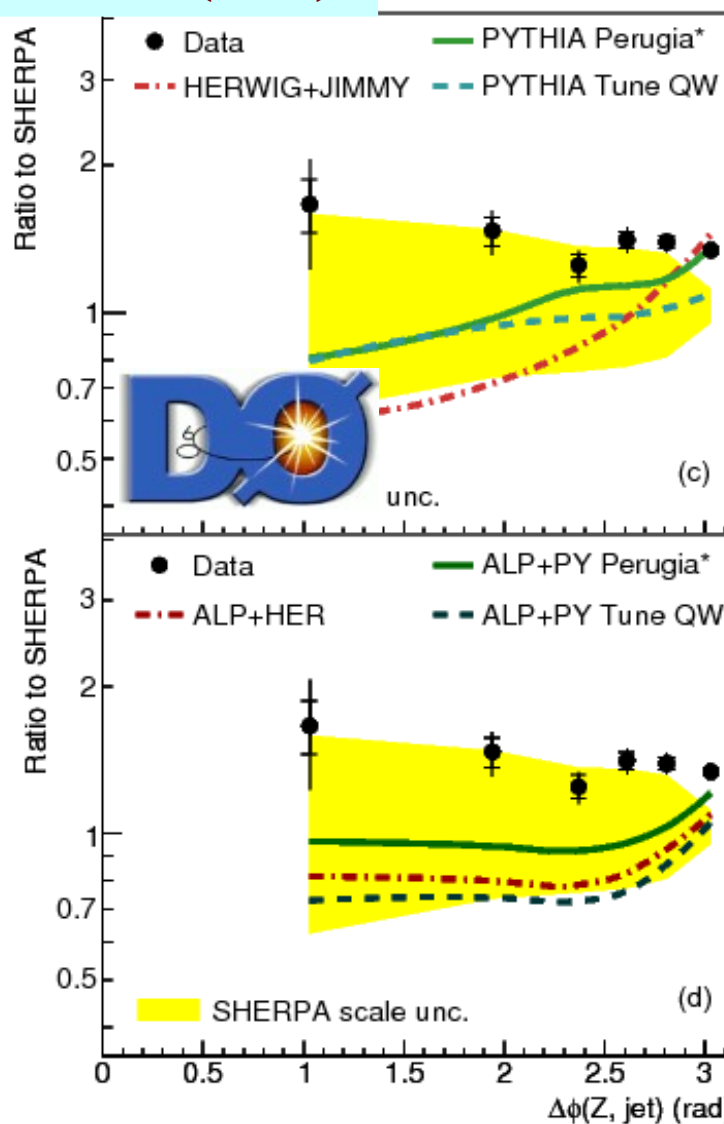 Data
PYTHIA Perugia*
HERWIG+JIMMY
PYTHIA Tune QW
Ratio to SHERPA
3
2
1
0.7
0.5
DØ
unc.
(c)
Data
ALP+PY Perugia*
ALP+HER
ALP+PY Tune QW
Ratio to SHERPA
3
2
1
0.7
0.5
SHERPA scale unc.
(d)
0 0.5 1 1.5 2 2.5 3
Δϕ(Z, jet) (rad